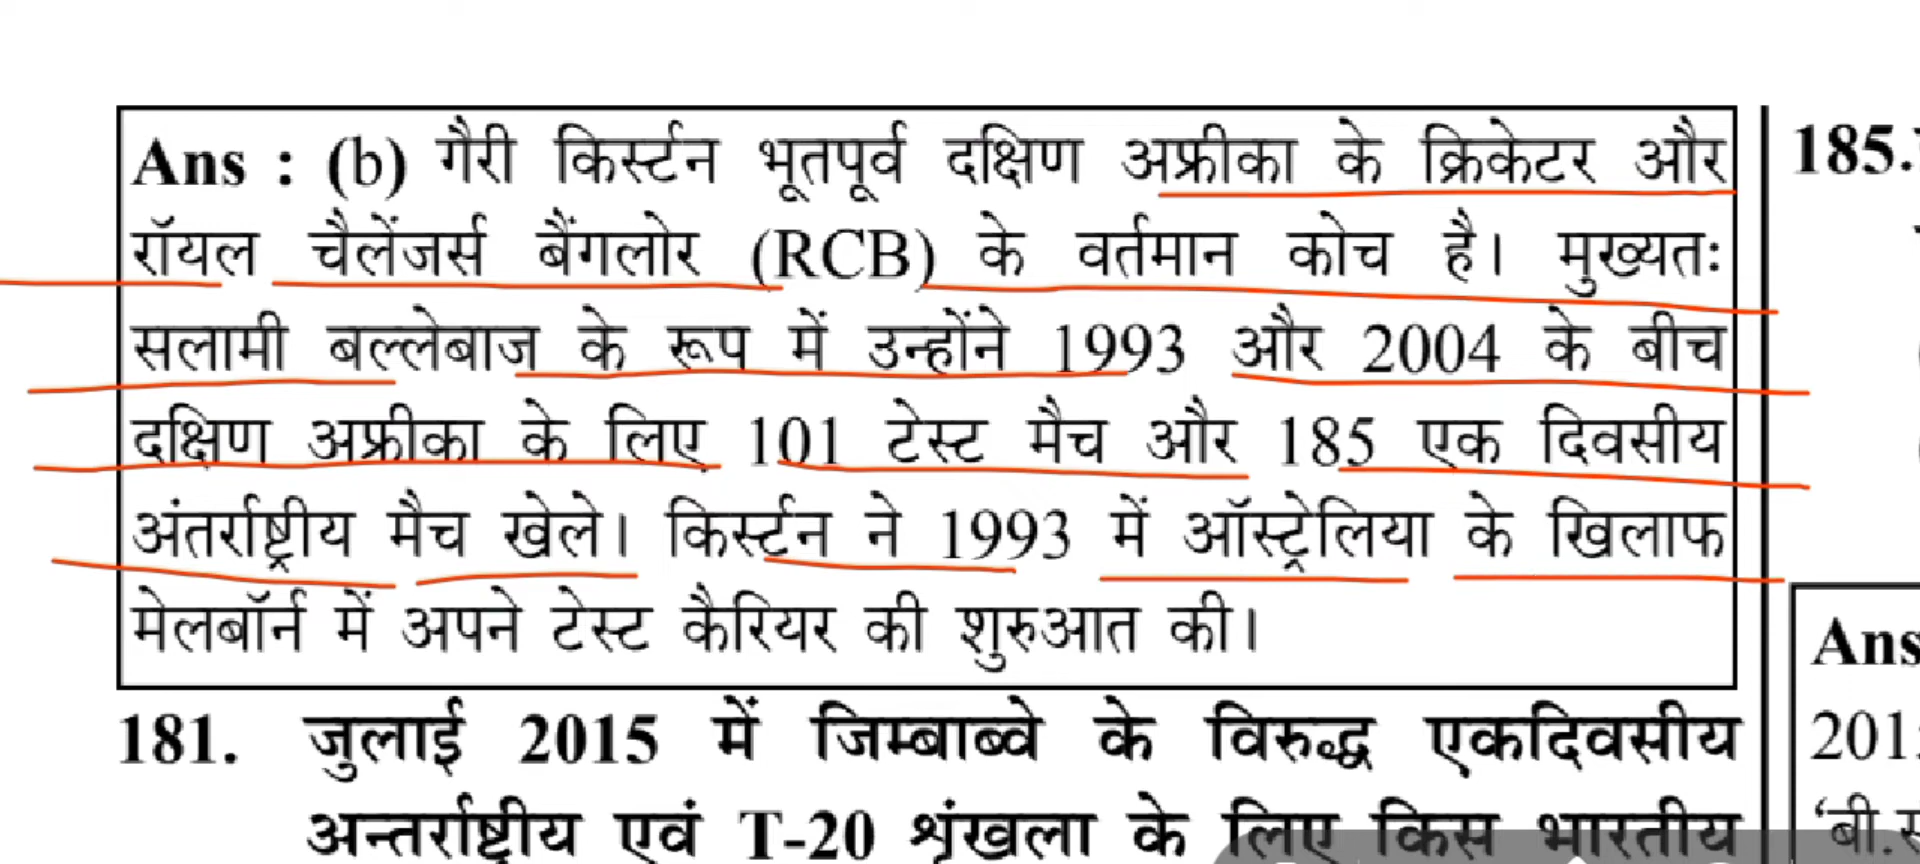 Ans : (b) गैरी किर्स्टन भूतपूर्व दक्षिण अफ्रीका के क्रिकेटर और
रॉयल चैलेंजर्स बैंगलोर (RCB) के वर्तमान कोच है। मुख्यतः
सलामी बल्लेबाज के रूप में उन्होंने 1993 और 2004 के बीच
दक्षिण अफ्रीका के लिए 101 टेस्ट मैच और 185 एक दिवसीय
अंतर्राष्ट्रीय मैच खेले। किर्स्टन ने 1993 में ऑस्ट्रेलिया के खिलाफ
मेलबॉर्न में अपने टेस्ट कैरियर की शुरुआत की।
181. जुलाई 2015 में जिम्बाब्वे के विरुद्ध एकदिवसीय
अन्तर्राष्ट्रीय एवं T-20 श्रृंखला के लिए किस भारतीय
185.
Ans
201